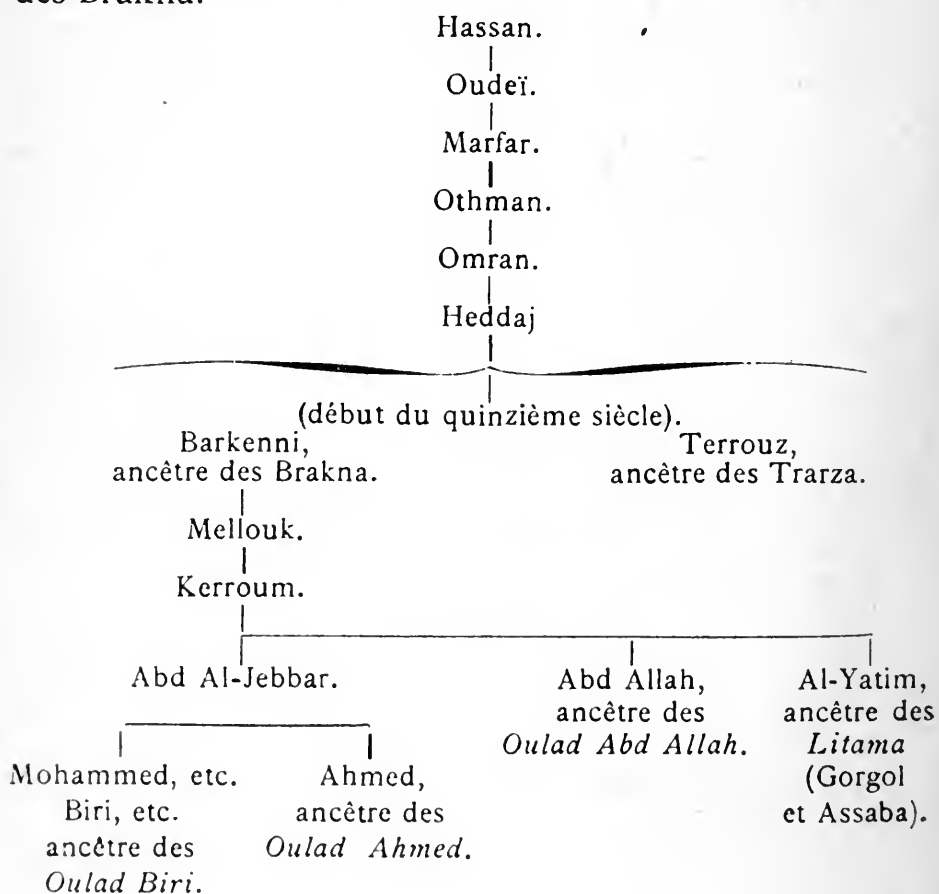 des Brakna.
Hassan.
Oudeï.
Marfar.
Othman.
Omran.
Heddaj
(début du quinzième siècle).
Barkenni,
ancêtre des Brakna.
Terrouz,
ancêtre des Trarza.
Mellouk.
Kerroum.
Abd Al-Jebbar.
Abd Allah,
ancêtre des
Oulad Abd Allah.
Al-Yatim,
ancêtre des
Litama
(Gorgol
et Assaba).
Mohammed, etc.
Biri, etc.
ancêtre des
Oulad Biri.
Ahmed,
ancêtre des
Oulad Ahmed.